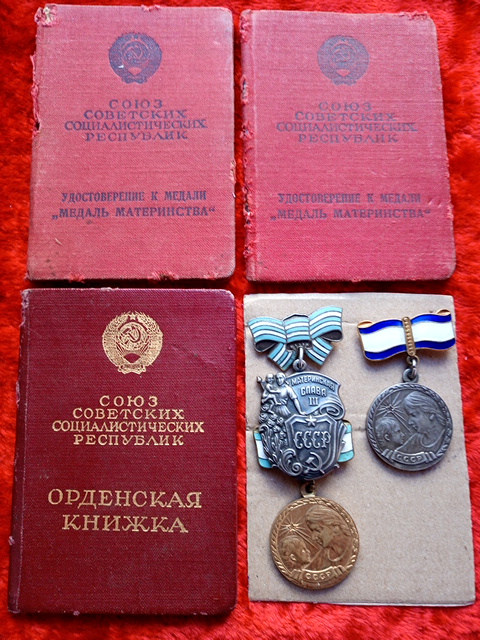 СОЮЗ
СОВЕТСКИХ
СОЦИАЛИСТИЧЕСКИХ
РЕСПУБЛИК
УДОСТОВЕРЕНИЕ К МЕДАЛИ
„МЕДАЛЬ МАТЕРИНСТВА“
СОЮЗ
СОВЕТСКИХ
СОЦИАЛИСТИЧЕСКИХ
РЕСПУБЛИК
УДОСТОВЕРЕНИЕ К МЕДАЛИ
„МЕДАЛЬ МАТЕРИНСТВА“
СОЮЗ
СОВЕТСКИХ
СОЦИАЛИСТИЧЕСКИХ
РЕСПУБЛИК
ОРДЕНСКАЯ
КНИЖКА
МАТЕРИНСКАЯ
СЛАВА
III
СССР
СССР
СССР